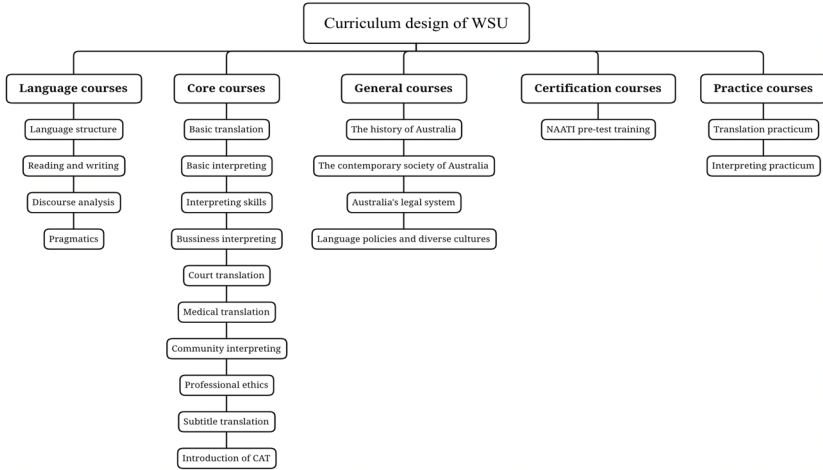 Curriculum design of WSU
Language courses
Language structure
Reading and writing
Discourse analysis
Pragmatics
Core courses
Basic translation
Basic interpreting
Interpreting skills
Bussiness interpreting
Court translation
Medical translation
Community interpreting
Professional ethics
Subtitle translation
Introduction of CAT
General courses
The history of Australia
The contemporary society of Australia
Australia's legal system
Language policies and diverse cultures
Certification courses
NAATI pre-test training
Practice courses
Translation practicum
Interpreting practicum